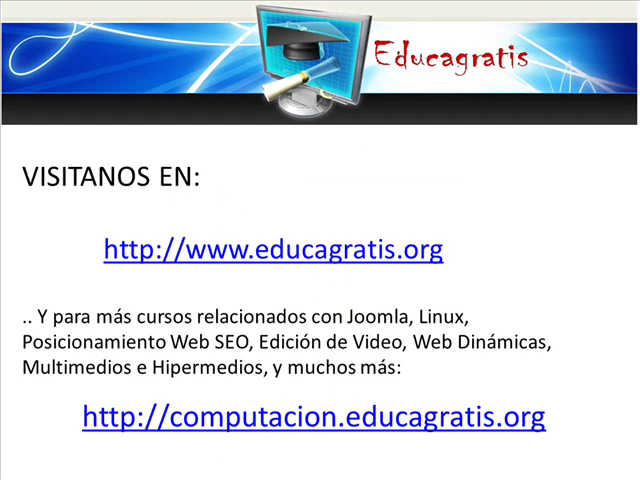 Educagratis
VISITANOS EN:
http://www.educagratis.org
.. Y para más cursos relacionados con Joomla, Linux,
Posicionamiento Web SEO, Edición de Video, Web Dinámicas,
Multimedios e Hipermedios, y muchos más:
http://computacion.educagratis.org